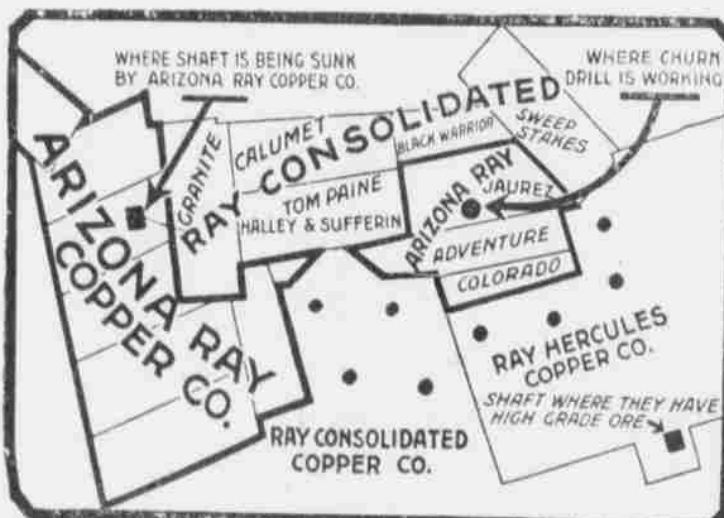 WHERE SHAFT IS BEING SUNK
BY ARIZONA RAY COPPER CO.
WHERE CHURN
DRILL IS WORKING
ARIZONA RAY
COPPER CO.
GRANITE
RAY CONSOLIDATED
CALUMET
BLACK WARRIOR
SWEEP
STAKES
TOM PAINE
HALLEY & SUFFERIN
ARIZONA RAY
JAUREZ
ADVENTURE
COLORADO
RAY HERCULES
COPPER CO.
SHAFT WHERE THEY HAVE
HIGH GRADE ORE
RAY CONSOLIDATED
COPPER CO.